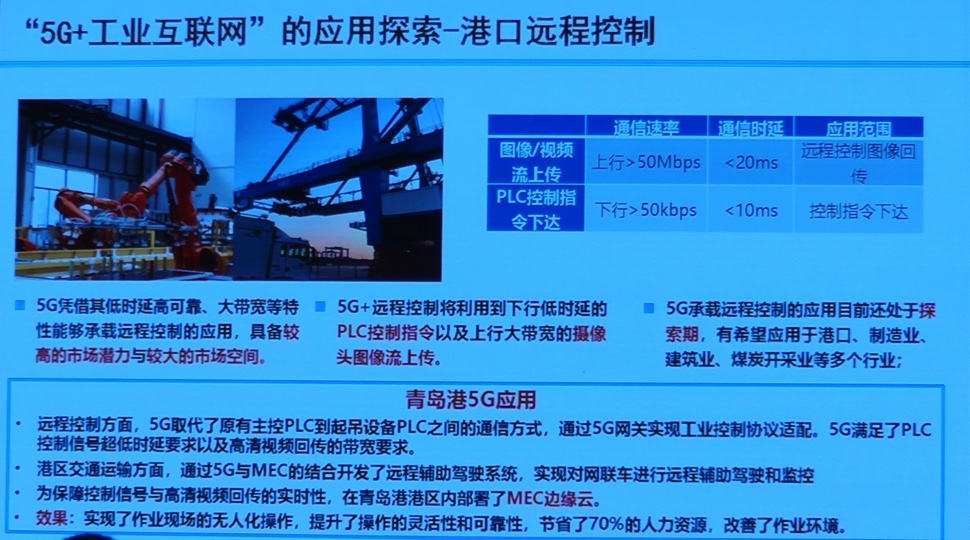 “5G+工业互联网”的应用探索-港口远程控制
通信速率 通信时延 应用范围
图像/视频
流上传
上行>50Mbps <20ms
远程控制图像回
传
PLC控制指
令下达
下行>50kbps <10ms 控制指令下达
5G凭借其低时延高可靠、大带宽等特
性能够承载远程控制的应用，具备较
高的市场潜力与较大的市场空间。
5G+远程控制将利用到下行低时延的
PLC控制指令以及上行大带宽的摄像
头图像流上传。
5G承载远程控制的应用目前还处于探
索期，有希望应用于港口、制造业、
建筑业、煤炭开采业等多个行业；
青岛港5G应用
• 远程控制方面，5G取代了原有主控PLC到起吊设备PLC之间的通信方式，通过5G网关实现工业控制协议适配。5G满足了PLC
控制信号超低时延要求以及高清视频回传的带宽要求。
• 港区交通运输方面，通过5G与MEC的结合开发了远程辅助驾驶系统，实现对网联车进行远程辅助驾驶和监控
• 为保障控制信号与高清视频回传的实时性，在青岛港港区内部署了MEC边缘云。
• 效果：实现了作业现场的无人化操作，提升了操作的灵活性和可靠性，节省了70%的人力资源，改善了作业环境。